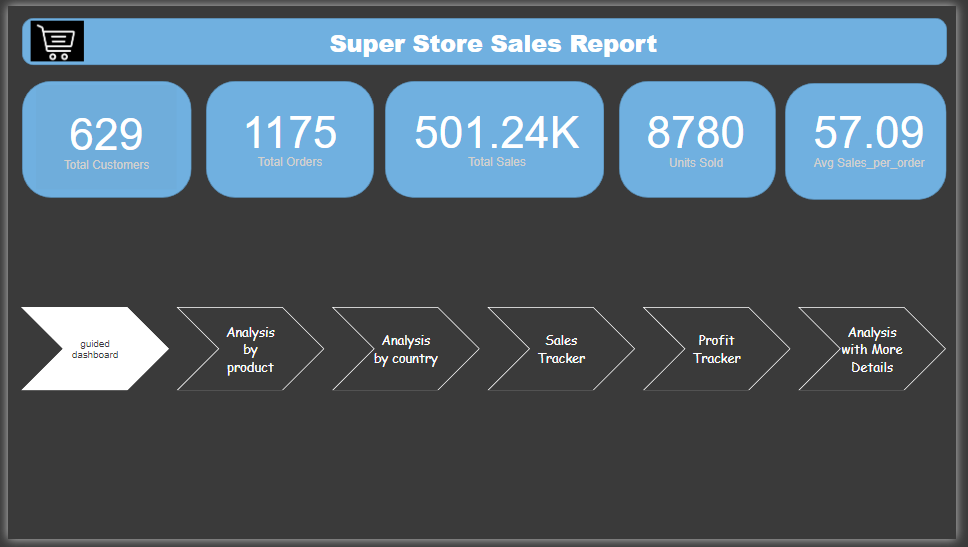 Super Store Sales Report
629
Total Customers
1175
Total Orders
501.24K
Total Sales
8780
Units Sold
57.09
Avg Sales_per_order
guided
dashboard
Analysis
by
product
Analysis
by country
Sales
Tracker
Profit
Tracker
Analysis
with More
Details